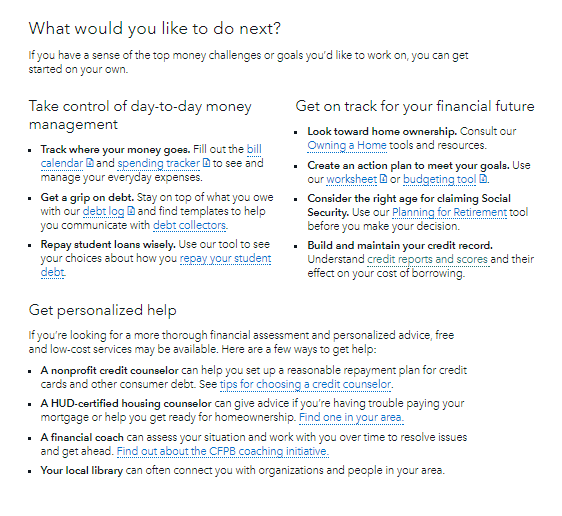 What would you like to do next?
If you have a sense of the top money challenges or goals you'd like to work on, you can get
started on your own.
Take control of day-to-day money
management
Track where your money goes. Fill out the bill
calendar and spending tracker to see and
manage your everyday expenses.
Get a grip on debt. Stay on top of what you owe
with our debt log and find templates to help
you communicate with debt collectors.
Repay student loans wisely. Use our tool to see
your choices about how you repay your student
debt.
Get on track for your financial future
Look toward home ownership. Consult our
Owning a Home tools and resources.
Create an action plan to meet your goals. Use
our worksheet or budgeting tool.
Consider the right age for claiming Social
Security. Use our Planning for Retirement tool
before you make your decision.
Build and maintain your credit record.
Understand credit reports and scores and their
effect on your cost of borrowing.
Get personalized help
If you're looking for a more thorough financial assessment and personalized advice, free
and low-cost services may be available. Here are a few ways to get help:
A nonprofit credit counselor can help you set up a reasonable repayment plan for credit
cards and other consumer debt. See tips for choosing a credit counselor.
A HUD-certified housing counselor can give advice if you're having trouble paying your
mortgage or help you get ready for homeownership. Find one in your area.
A financial coach can assess your situation and work with you over time to resolve issues
and get ahead. Find out about the CFPB coaching initiative.
Your local library can often connect you with organizations and people in your area.